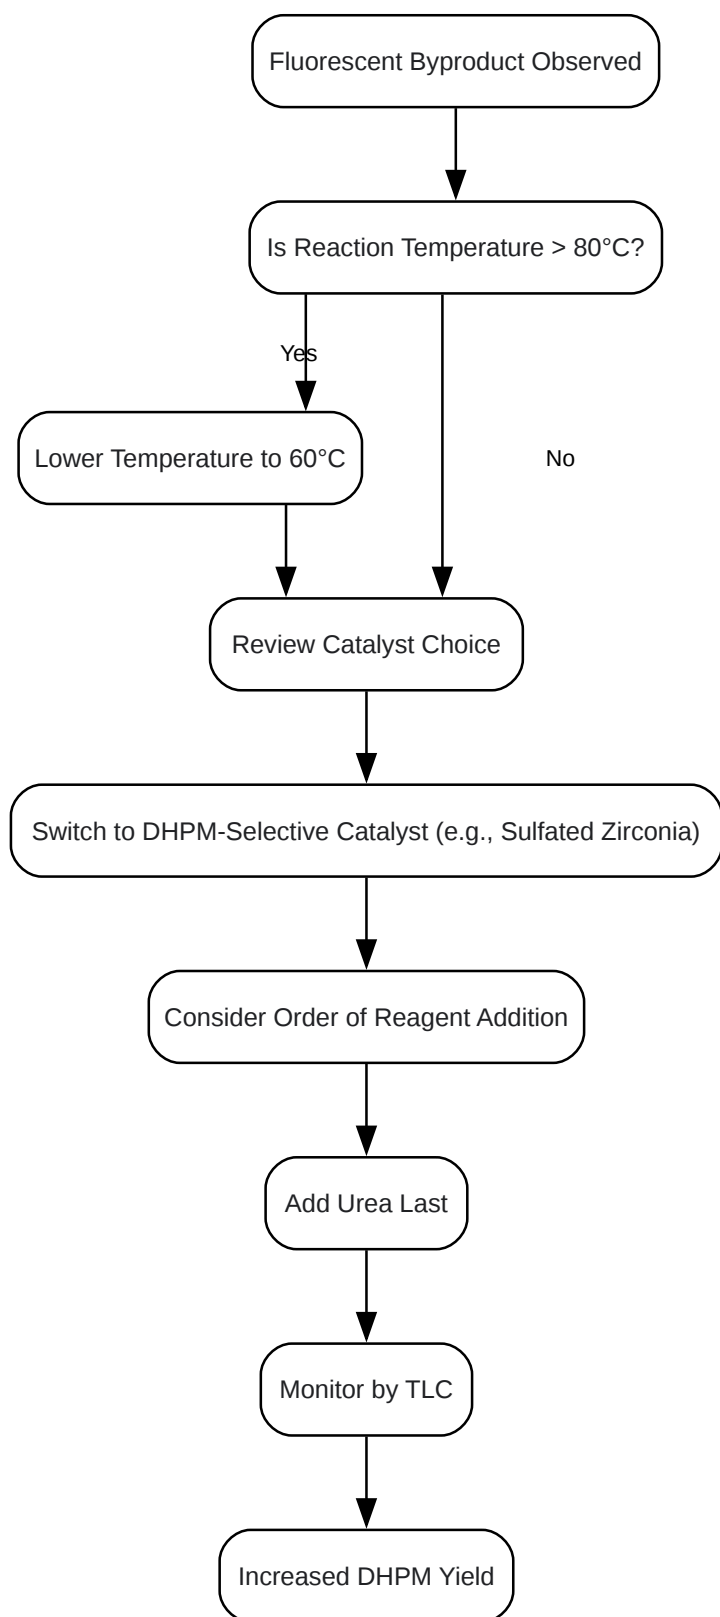 Fluorescent Byproduct Observed
Is Reaction Temperature > 80°C?
Yes
Lower Temperature to 60°C
No
Review Catalyst Choice
Switch to DHPM-Selective Catalyst (e.g., Sulfated Zirconia)
Consider Order of Reagent Addition
Add Urea Last
Monitor by TLC
Increased DHPM Yield